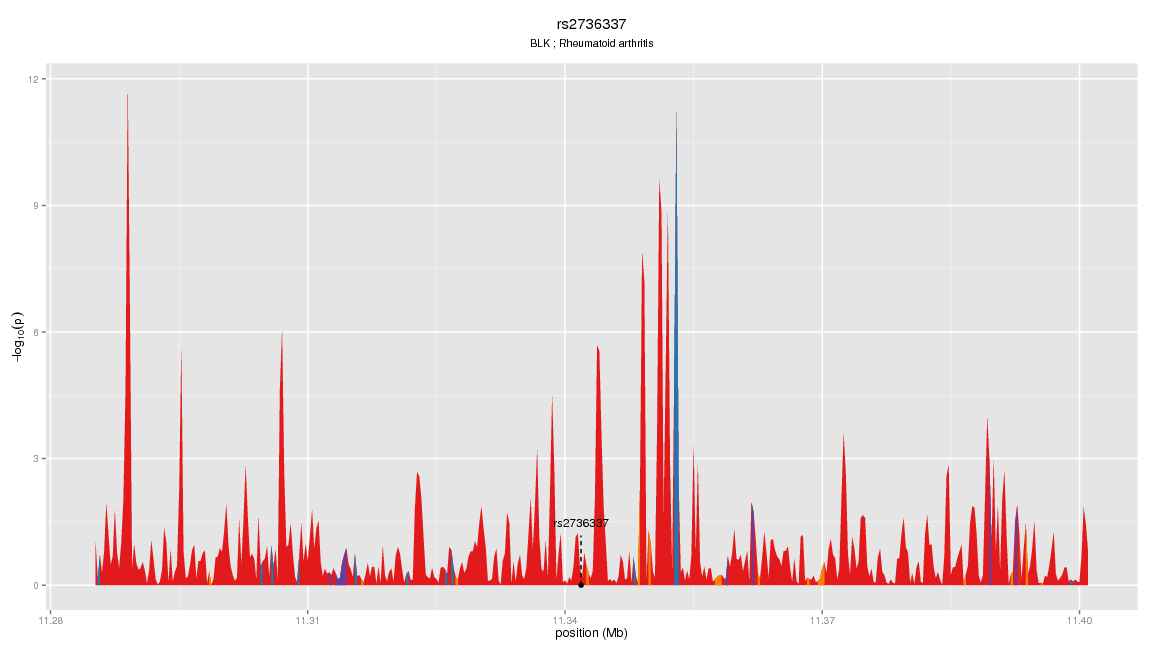 rs2736337
BLK ; Rheumatoid arthritis
12
9
6
3
0
−log₁₀(p)
rs2736337
11.28 11.31 11.34 11.37 11.40
position (Mb)